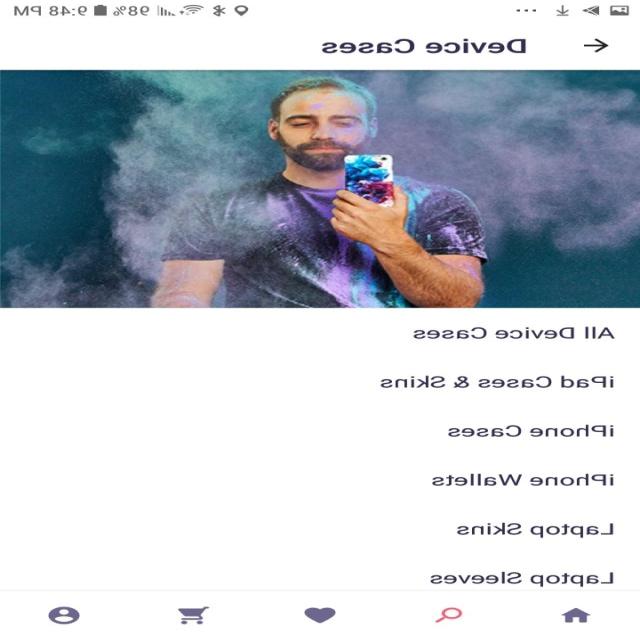 9:48 PM 98%
Device Cases
All Device Cases
iPad Cases & Skins
iPhone Cases
iPhone Wallets
Laptop Skins
Laptop Sleeves